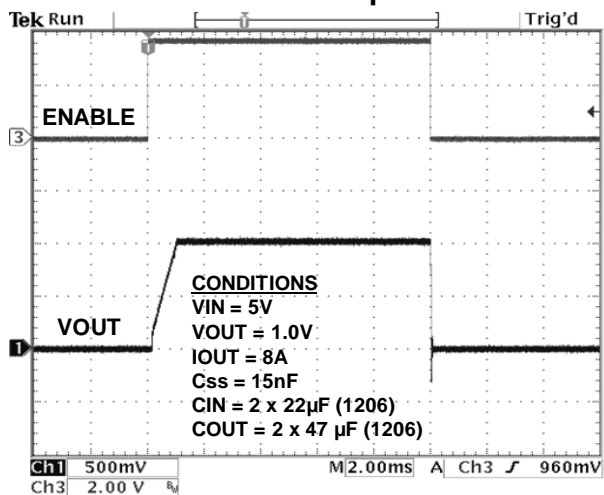 Tek Run Trig'd
T
T
ENABLE
3
CONDITIONS
VIN = 5V
VOUT
VOUT = 1.0V
1
IOUT = 8A
Css = 15nF
CIN = 2 x 22µF (1206)
COUT = 2 x 47 µF (1206)
Ch1 500mV M 2.00ms A Ch3 ƒ 960mV
Ch3 2.00 V BW